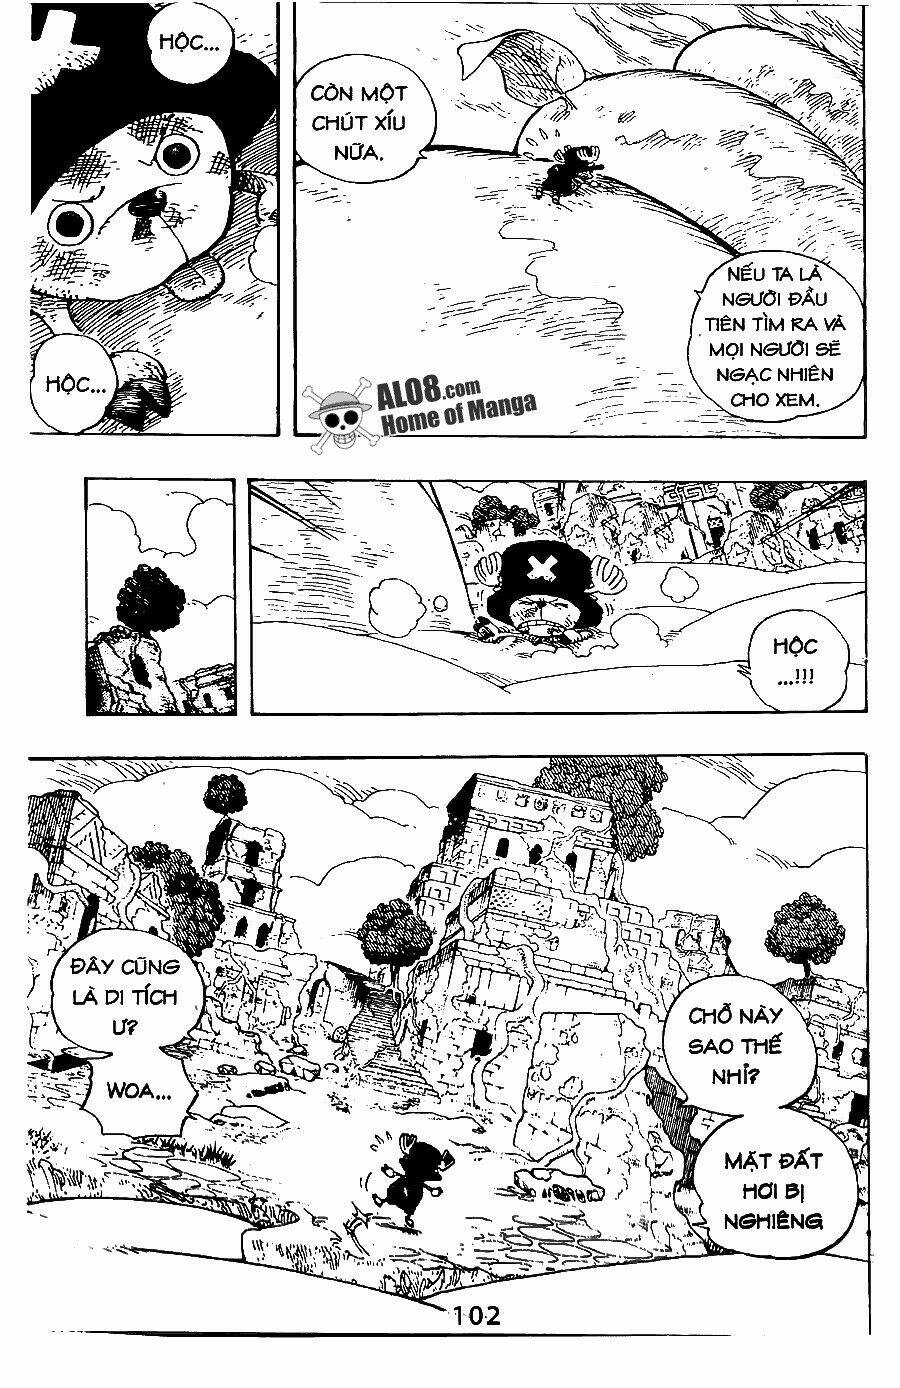 CÒN MỘT
CHÚT XÍU
NỮA.
NẾU TA LÀ
NGƯỜI ĐẦU
TIÊN TÌM RA VÀ
MỌI NGƯỜI SẼ
NGẠC NHIÊN
CHO XEM.
HỘC...
HỘC...
AL08.com
Home of Manga
HỘC
...!!!
CHỖ NÀY
SAO THẾ
NHỈ?
MẶT ĐẤT
HƠI BỊ
NGHIÊNG
ĐÂY CŨNG
LÀ DI TÍCH
Ư?
WOA...
102